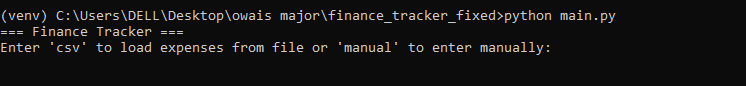 (venv) C:\Users\DELL\Desktop\owais major\finance_tracker_fixed>python main.py
=== Finance Tracker ===
Enter 'csv' to load expenses from file or 'manual' to enter manually: